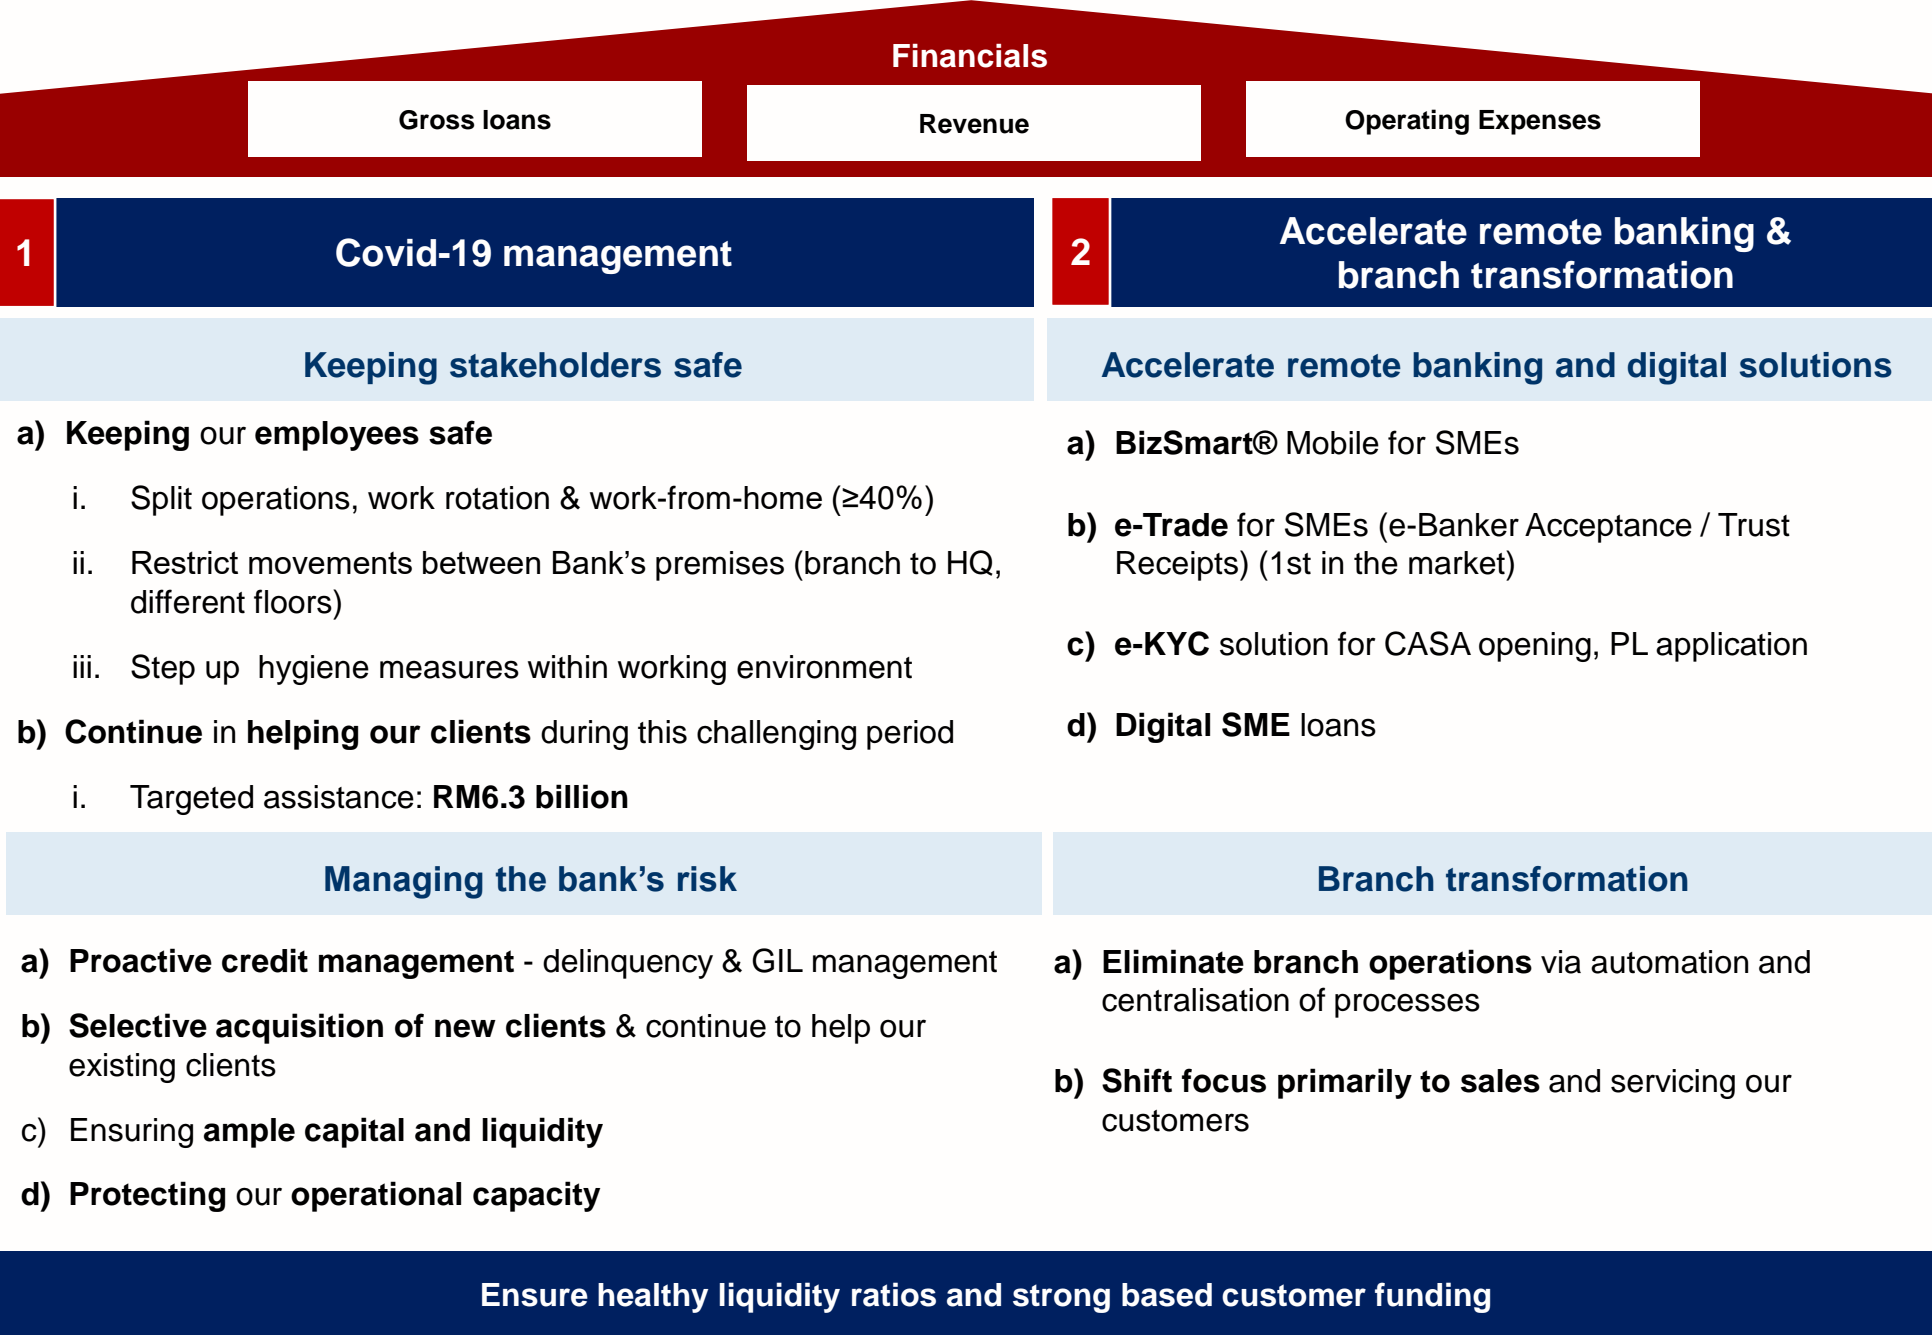 Financials
Gross loans
Revenue
Operating Expenses
1
Covid-19 management
Keeping stakeholders safe
a) Keeping our employees safe
i. Split operations, work rotation & work-from-home (≥40%)
ii. Restrict movements between Bank’s premises (branch to HQ,
different floors)
iii. Step up  hygiene measures within working environment
b) Continue in helping our clients during this challenging period
i. Targeted assistance: RM6.3 billion
Managing the bank’s risk
a) Proactive credit management - delinquency & GIL management
b) Selective acquisition of new clients & continue to help our
existing clients
c) Ensuring ample capital and liquidity
d) Protecting our operational capacity
2
Accelerate remote banking &
branch transformation
Accelerate remote banking and digital solutions
a) BizSmart® Mobile for SMEs
b) e-Trade for SMEs (e-Banker Acceptance / Trust
Receipts) (1st in the market)
c) e-KYC solution for CASA opening, PL application
d) Digital SME loans
Branch transformation
a) Eliminate branch operations via automation and
centralisation of processes
b) Shift focus primarily to sales and servicing our
customers
Ensure healthy liquidity ratios and strong based customer funding